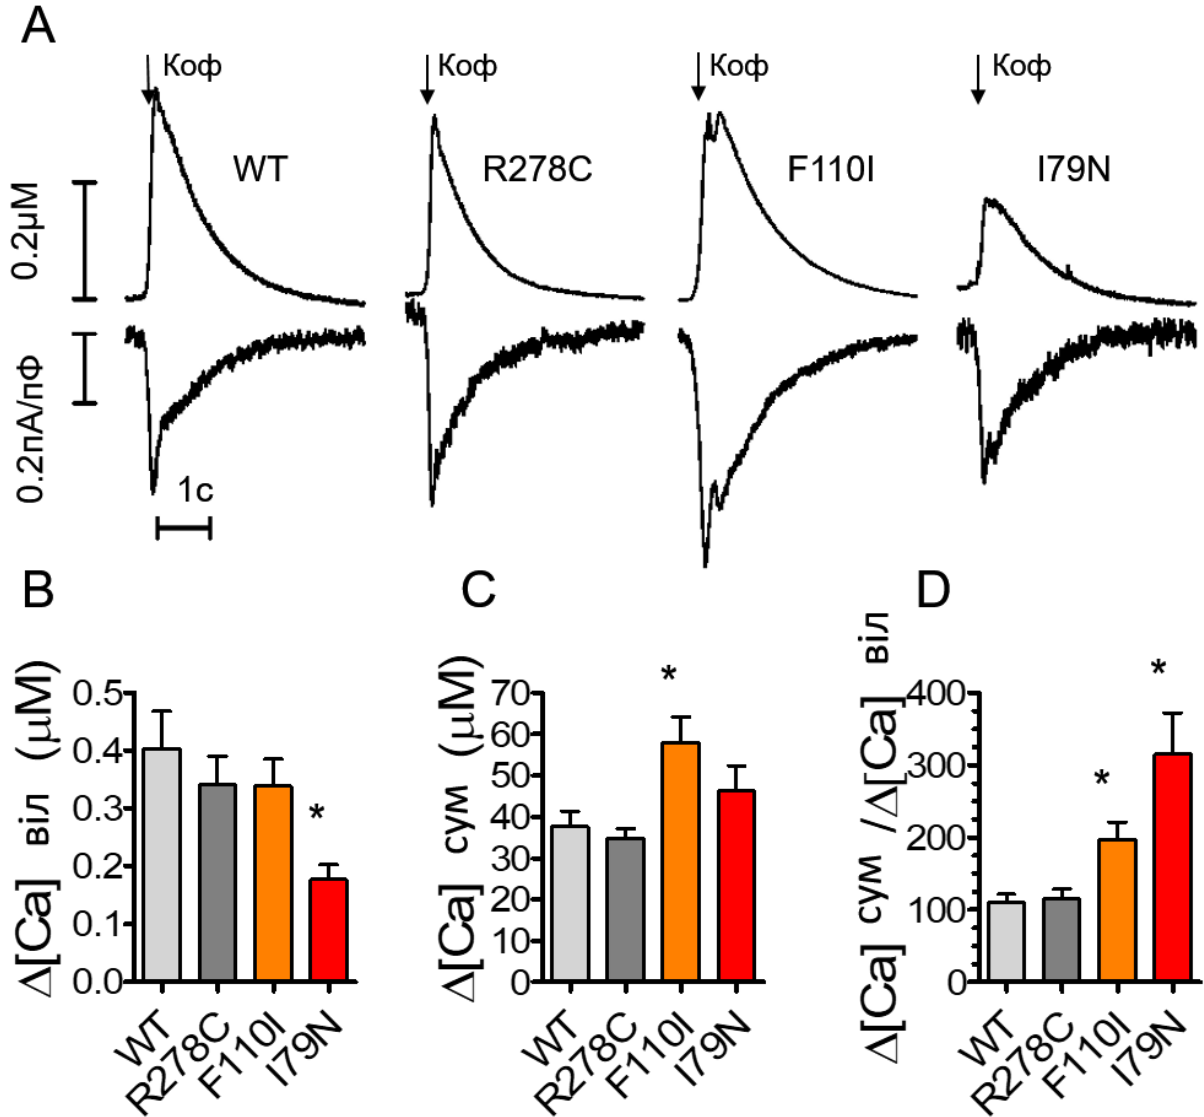 A
Коф
Коф
Коф
Коф
WT
R278C
F110I
I79N
0.2μM
0.2пА/пФ
1с
B
C
D
Δ[Ca] віл (μM)
0.5
0.4
0.3
0.2
0.1
0.0
*
WT
R278C
F110I
I79N
Δ[Ca] сум (μM)
70
60
50
40
30
20
10
0
*
WT
R278C
F110I
I79N
Δ[Ca] сум /Δ[Ca] віл
400
300
200
100
0
*
*
WT
R278C
F110I
I79N